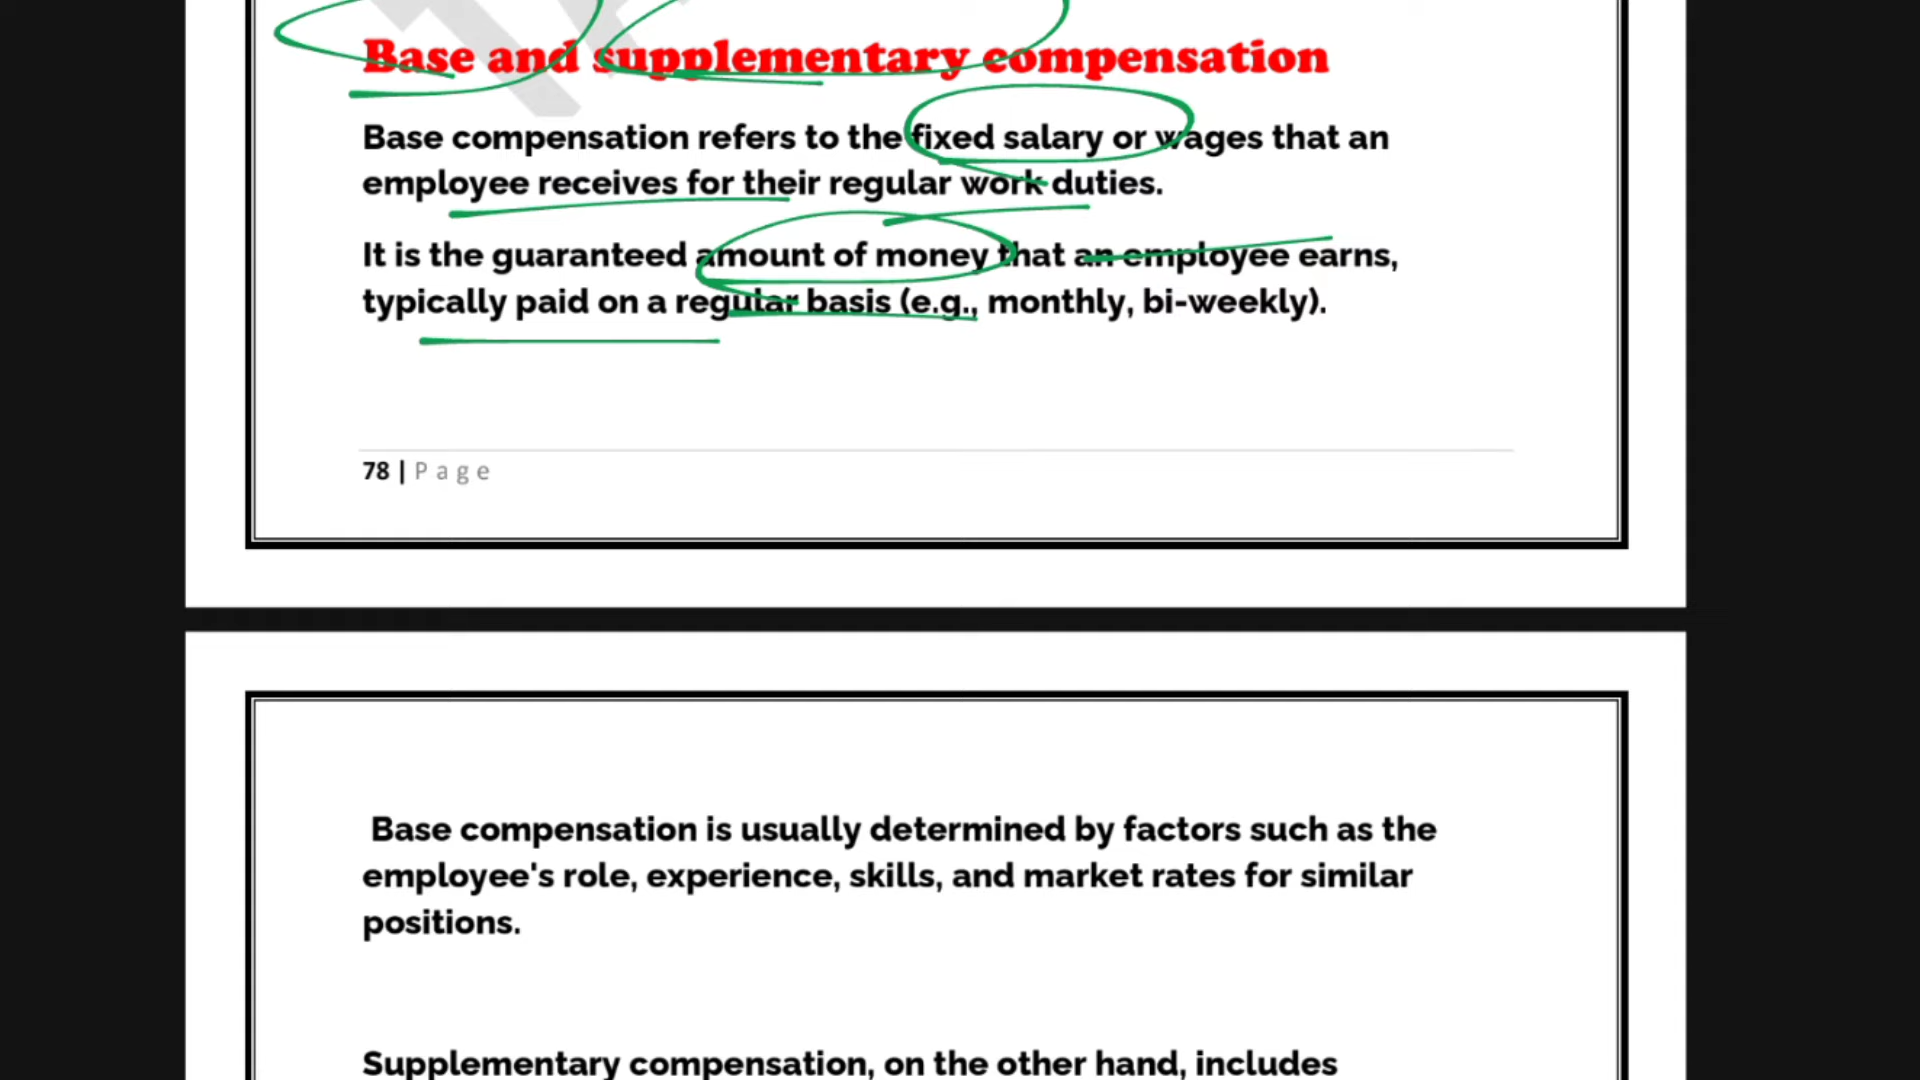 Base and supplementary compensation
Base compensation refers to the fixed salary or wages that an
employee receives for their regular work duties.
It is the guaranteed amount of money that an employee earns,
typically paid on a regular basis (e.g., monthly, bi-weekly).
78 | Page
Base compensation is usually determined by factors such as the
employee's role, experience, skills, and market rates for similar
positions.
Supplementary compensation, on the other hand, includes